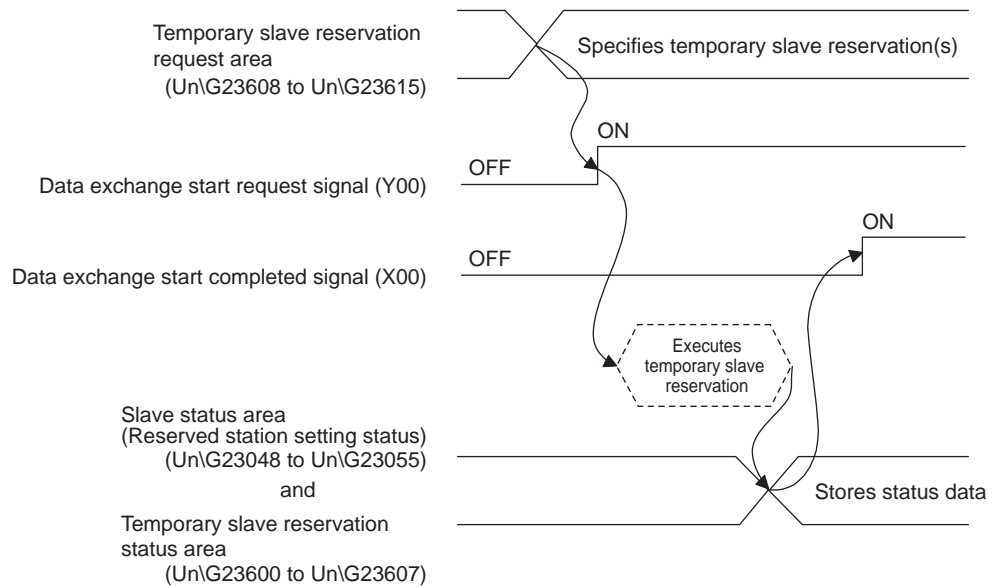 Temporary slave reservation
request area
(Un\G23608 to Un\G23615)
Specifies temporary slave reservation(s)
ON
OFF
Data exchange start request signal (Y00)
ON
OFF
Data exchange start completed signal (X00)
Executes
temporary slave
reservation
Slave status area
(Reserved station setting status)
(Un\G23048 to Un\G23055)
and
Stores status data
Temporary slave reservation
status area
(Un\G23600 to Un\G23607)